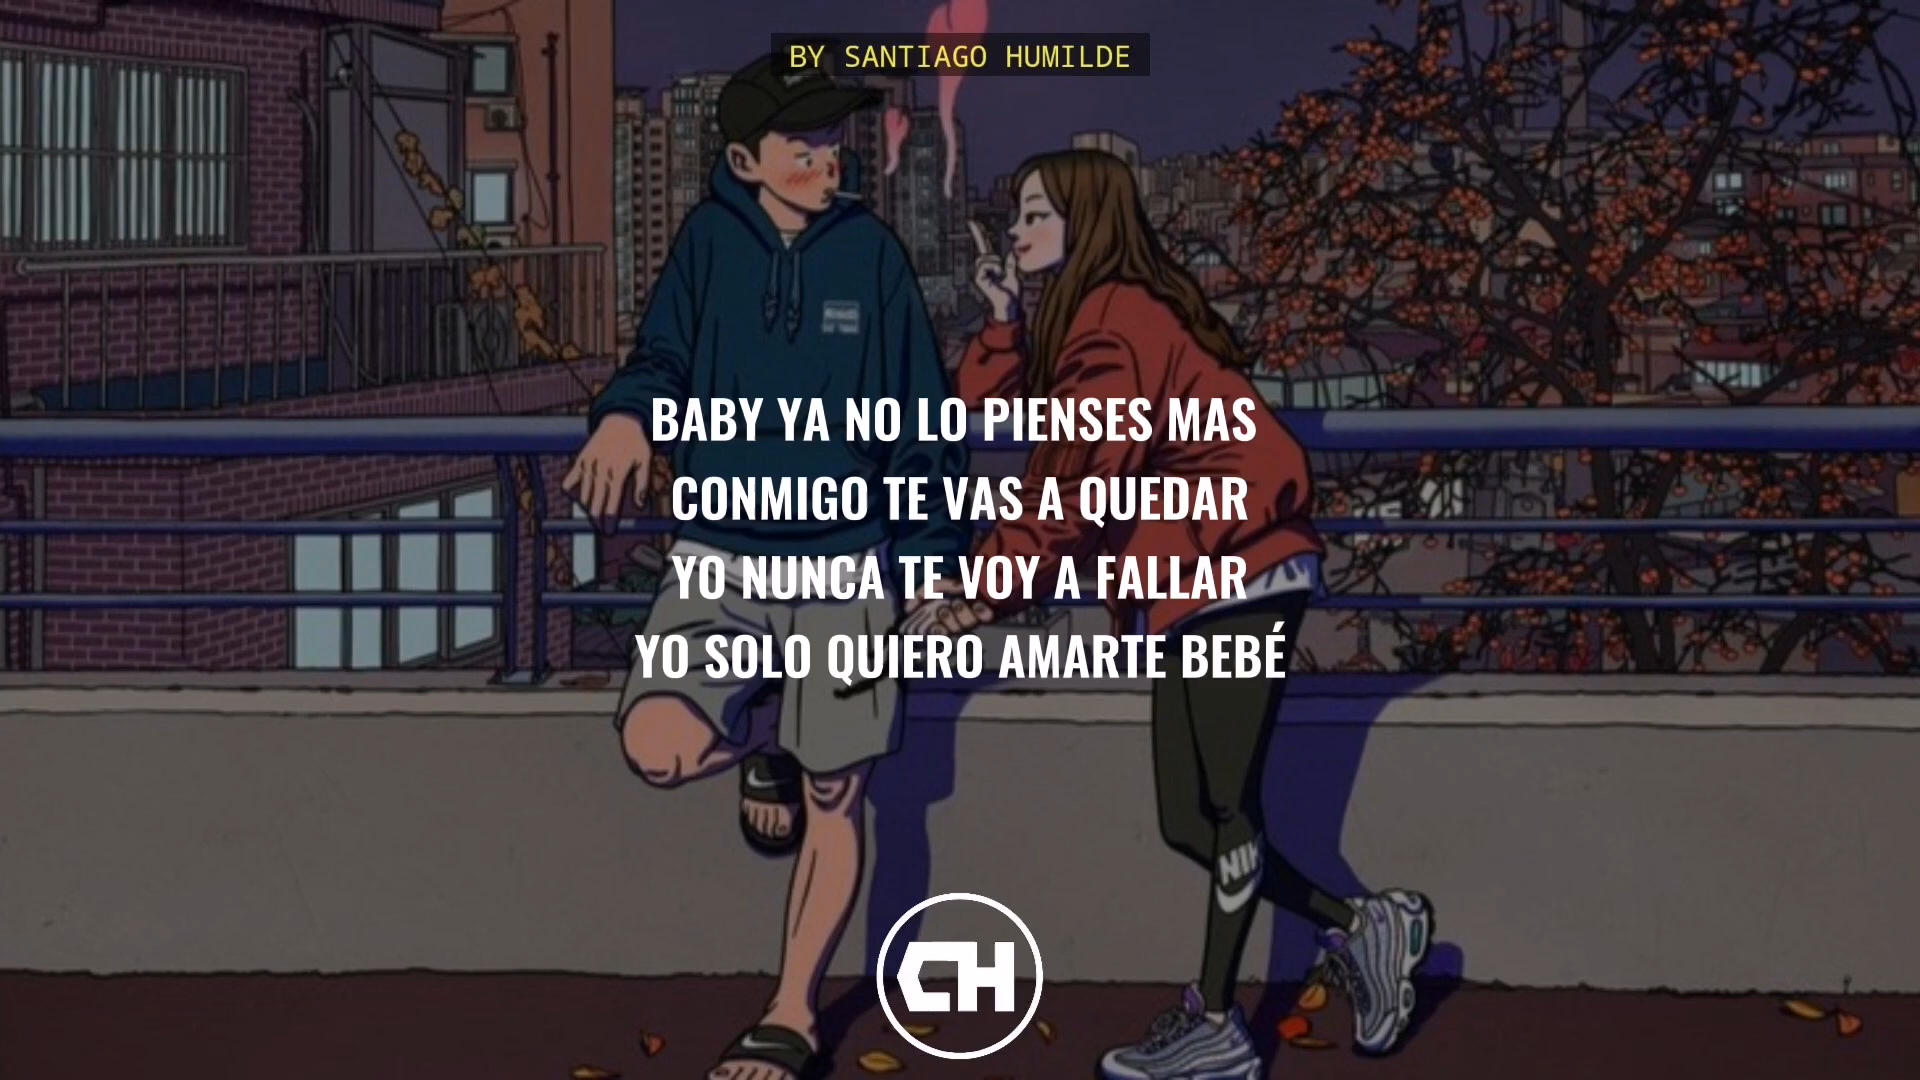 BY SANTIAGO HUMILDE
BABY YA NO LO PIENSES MAS
CONMIGO TE VAS A QUEDAR
YO NUNCA TE VOY A FALLAR
YO SOLO QUIERO AMARTE BEBÉ
NIK
CH